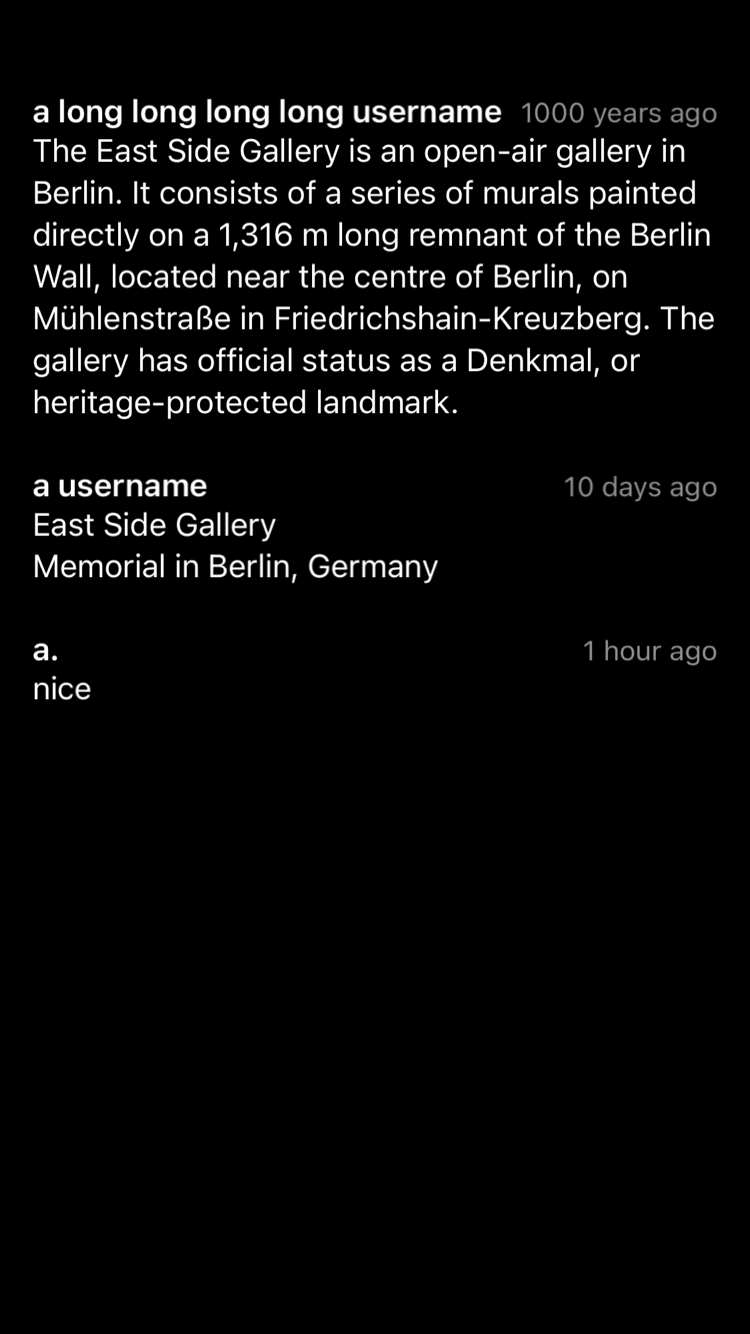 a long long long long username 1000 years ago
The East Side Gallery is an open-air gallery in
Berlin. It consists of a series of murals painted
directly on a 1,316 m long remnant of the Berlin
Wall, located near the centre of Berlin, on
Mühlenstraße in Friedrichshain-Kreuzberg. The
gallery has official status as a Denkmal, or
heritage-protected landmark.
a username 10 days ago
East Side Gallery
Memorial in Berlin, Germany
a. 1 hour ago
nice